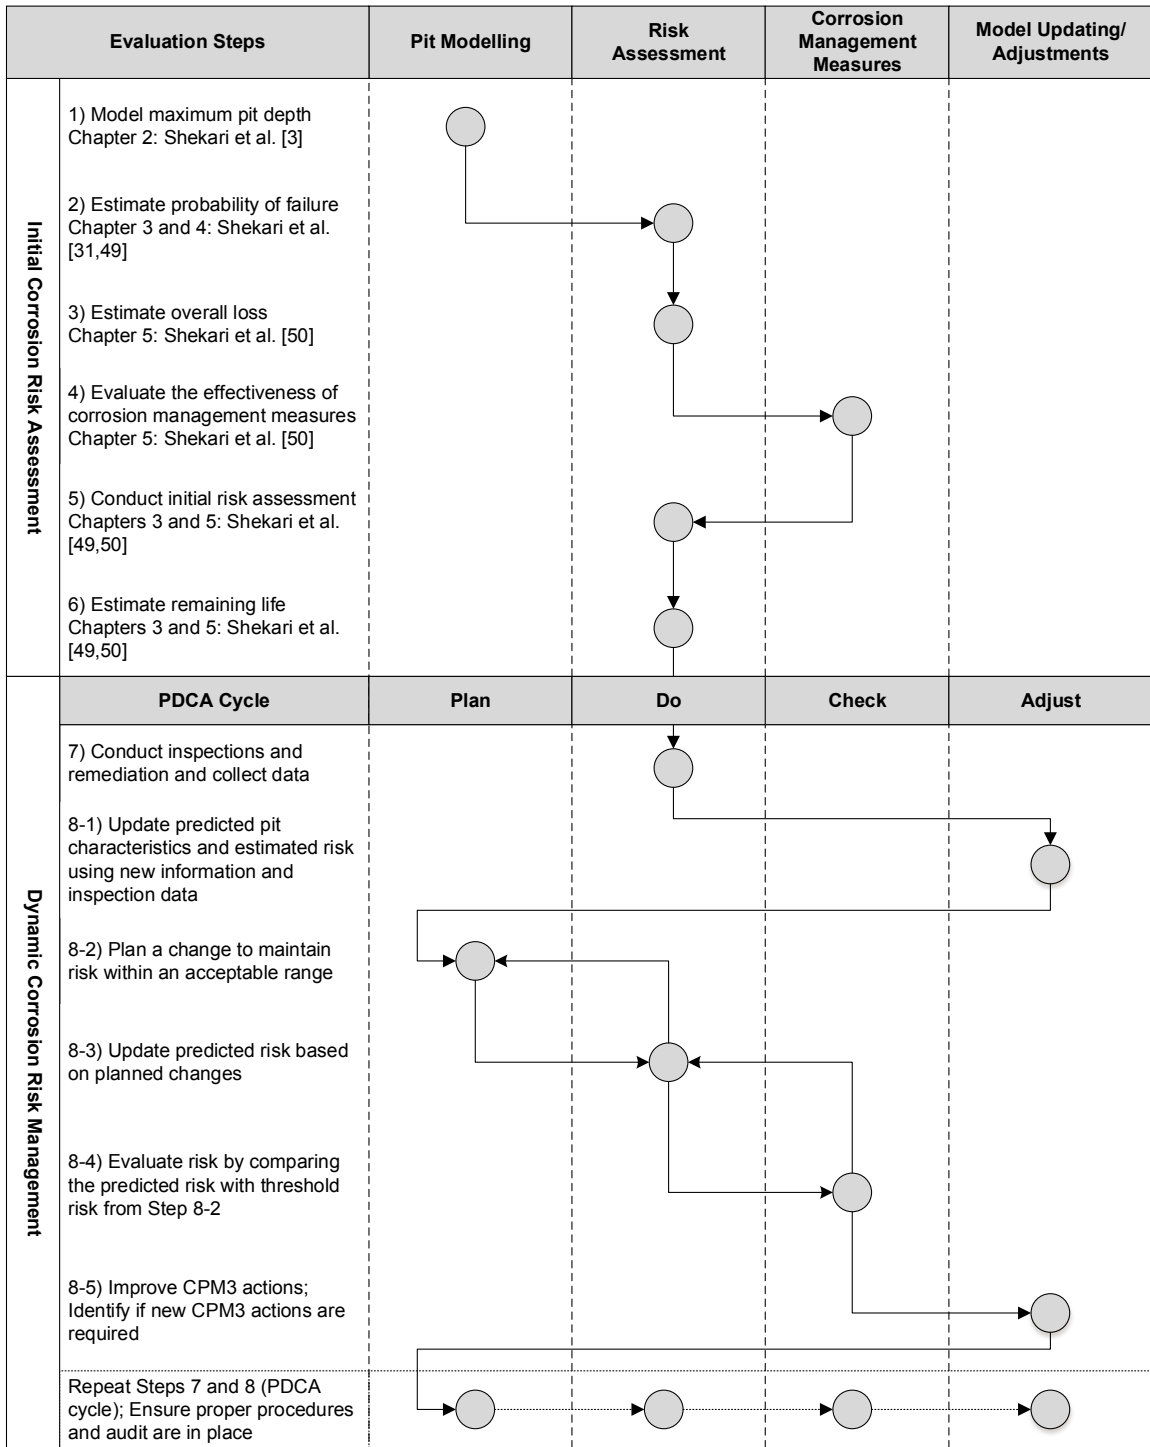 Evaluation Steps
Pit Modelling
Risk
Assessment
Corrosion
Management
Measures
Model Updating/
Adjustments
Initial Corrosion Risk Assessment
1) Model maximum pit depth
Chapter 2: Shekari et al. [3]
2) Estimate probability of failure
Chapter 3 and 4: Shekari et al.
[31,49]
3) Estimate overall loss
Chapter 5: Shekari et al. [50]
4) Evaluate the effectiveness of
corrosion management measures
Chapter 5: Shekari et al. [50]
5) Conduct initial risk assessment
Chapters 3 and 5: Shekari et al.
[49,50]
6) Estimate remaining life
Chapters 3 and 5: Shekari et al.
[49,50]
PDCA Cycle
Plan
Do
Check
Adjust
Dynamic Corrosion Risk Management
7) Conduct inspections and
remediation and collect data
8-1) Update predicted pit
characteristics and estimated risk
using new information and
inspection data
8-2) Plan a change to maintain
risk within an acceptable range
8-3) Update predicted risk based
on planned changes
8-4) Evaluate risk by comparing
the predicted risk with threshold
risk from Step 8-2
8-5) Improve CPM3 actions;
Identify if new CPM3 actions are
required
Repeat Steps 7 and 8 (PDCA
cycle); Ensure proper procedures
and audit are in place